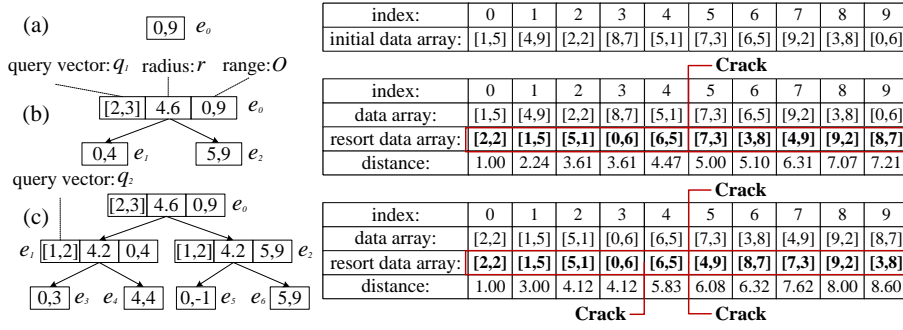 (a)
0,9 e0
query vector: q1 radius: r range: O
[2,3] 4.6 0,9 e0
(b)
0,4 e1 5,9 e2
query vector: q2
[2,3] 4.6 0,9 e0
(c)
e1 [1,2] 4.2 0,4 [1,2] 4.2 5,9 e2
0,3 e3 e4 4,4 0,-1 e5 e6 5,9
index: 0 1 2 3 4 5 6 7 8 9
initial data array: [1,5] [4,9] [2,2] [8,7] [5,1] [7,3] [6,5] [9,2] [3,8] [0,6]
Crack
index: 0 1 2 3 4 5 6 7 8 9
data array: [1,5] [4,9] [2,2] [8,7] [5,1] [7,3] [6,5] [9,2] [3,8] [0,6]
resort data array: [2,2] [1,5] [5,1] [0,6] [6,5] [7,3] [3,8] [4,9] [9,2] [8,7]
distance: 1.00 2.24 3.61 3.61 4.47 5.00 5.10 6.31 7.07 7.21
Crack
index: 0 1 2 3 4 5 6 7 8 9
data array: [2,2] [1,5] [5,1] [0,6] [6,5] [7,3] [3,8] [4,9] [9,2] [8,7]
resort data array: [2,2] [1,5] [5,1] [0,6] [6,5] [4,9] [8,7] [7,3] [9,2] [3,8]
distance: 1.00 3.00 4.12 4.12 5.83 6.08 6.32 7.62 8.00 8.60
Crack Crack